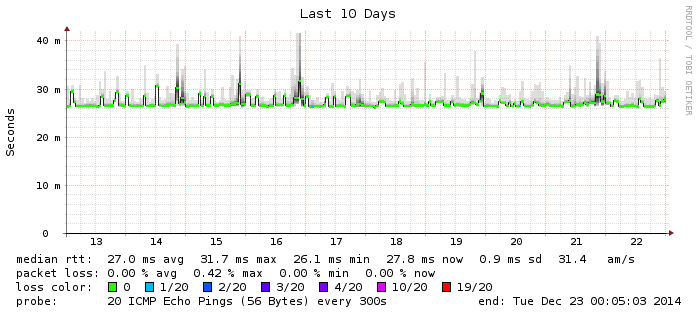 Last 10 Days
RRDTOOL / TOBI OETIKER
Seconds
40 m
30 m
20 m
10 m
0
13 14 15 16 17 18 19 20 21 22
median rtt: 27.0 ms avg 31.7 ms max 26.1 ms min 27.8 ms now 0.9 ms sd 31.4 am/s
packet loss: 0.00 % avg 0.42 % max 0.00 % min 0.00 % now
loss color: 0 1/20 2/20 3/20 4/20 10/20 19/20
probe: 20 ICMP Echo Pings (56 Bytes) every 300s end: Tue Dec 23 00:05:03 2014